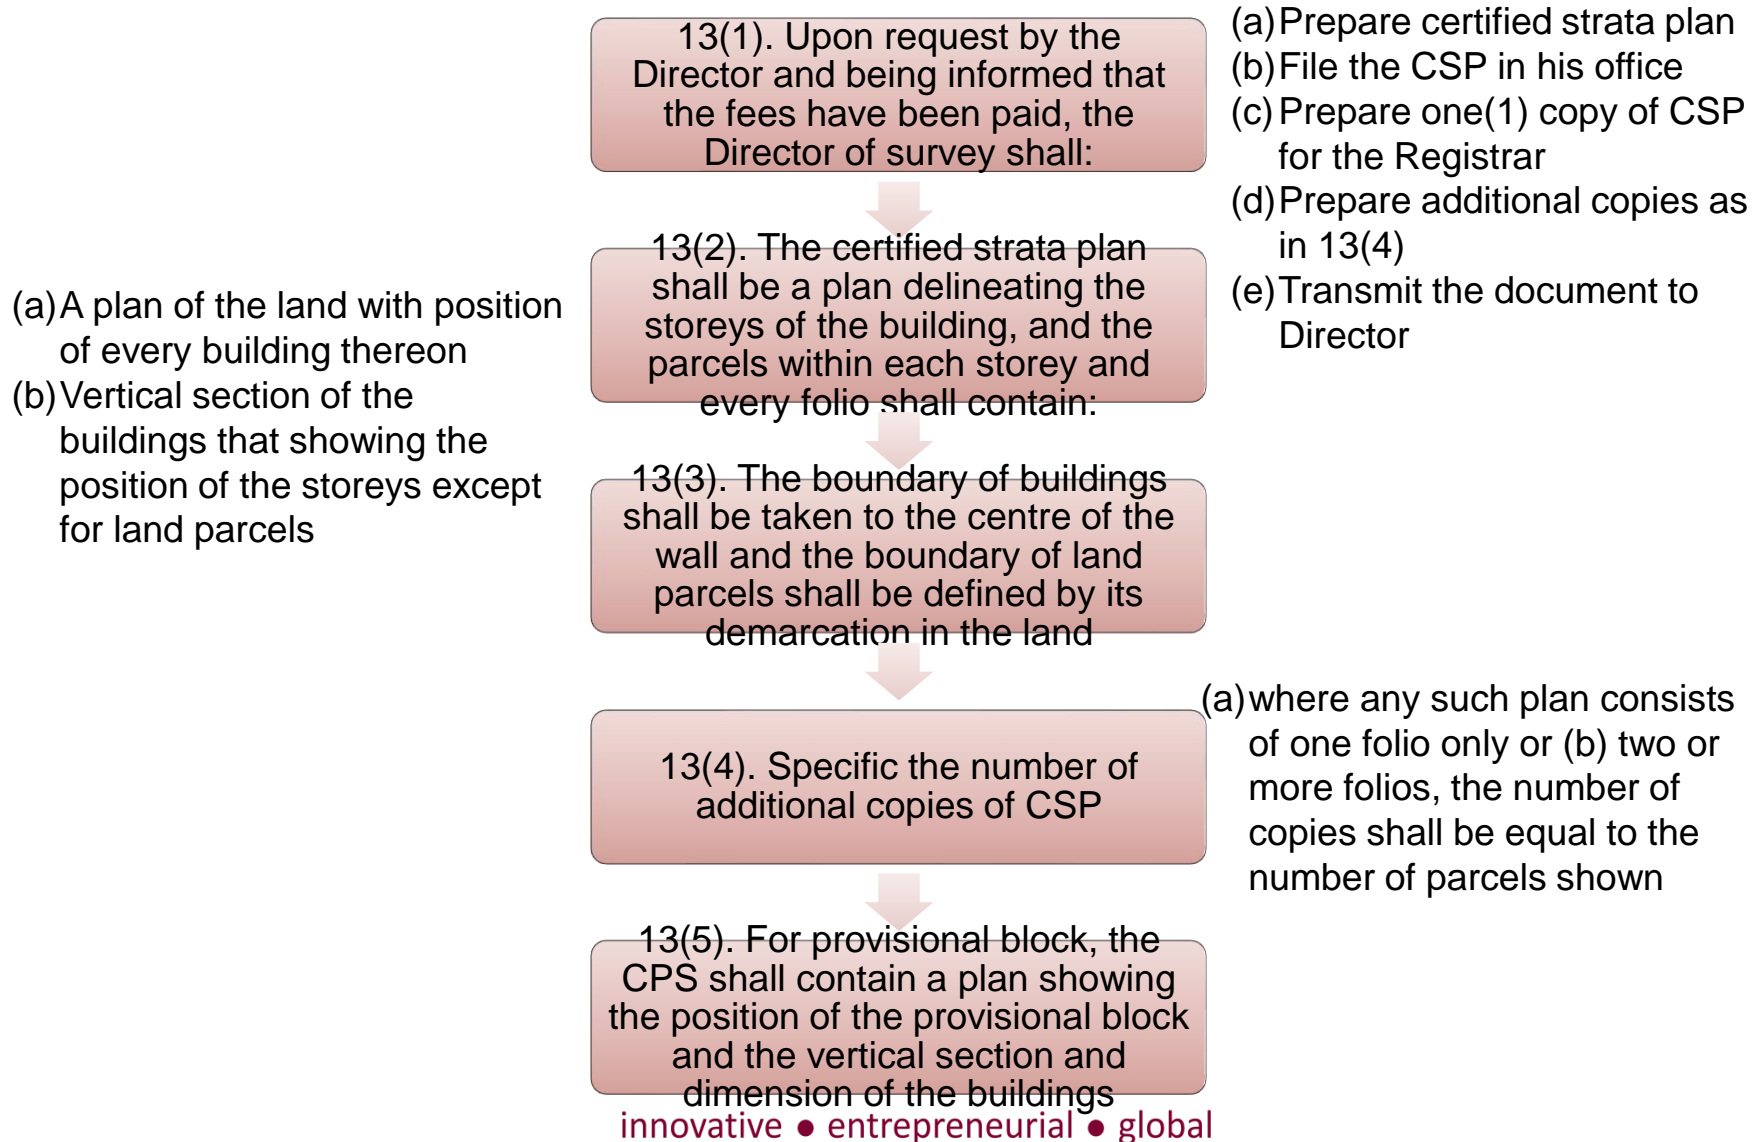 13(1). Upon request by the
Director and being informed that
the fees have been paid, the
Director of survey shall:
(a) Prepare certified strata plan
(b) File the CSP in his office
(c) Prepare one(1) copy of CSP
for the Registrar
(d) Prepare additional copies as
in 13(4)
(e) Transmit the document to
Director
13(2). The certified strata plan
shall be a plan delineating the
storeys of the building, and the
parcels within each storey and
every folio shall contain:
(a) A plan of the land with position
of every building thereon
(b) Vertical section of the
buildings that showing the
position of the storeys except
for land parcels
13(3). The boundary of buildings
shall be taken to the centre of the
wall and the boundary of land
parcels shall be defined by its
demarcation in the land
13(4). Specific the number of
additional copies of CSP
(a) where any such plan consists
of one folio only or (b) two or
more folios, the number of
copies shall be equal to the
number of parcels shown
13(5). For provisional block, the
CPS shall contain a plan showing
the position of the provisional block
and the vertical section and
dimension of the buildings
innovative ● entrepreneurial ● global